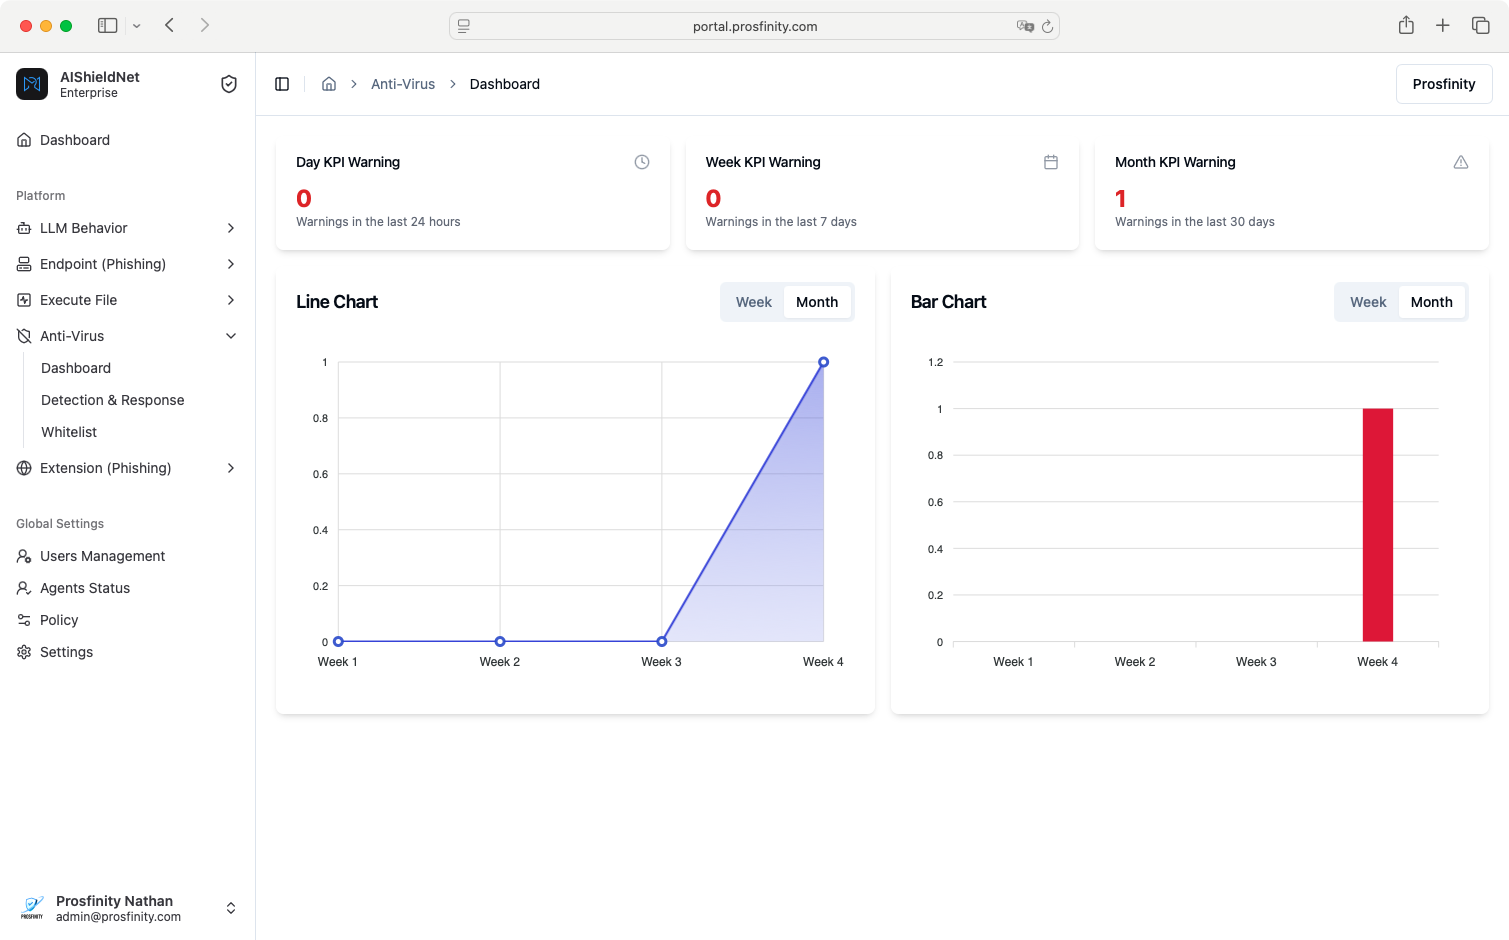 portal.prosfinity.com
AIShieldNet
Enterprise
Dashboard
Platform
LLM Behavior
Endpoint (Phishing)
Execute File
Anti-Virus
Dashboard
Detection & Response
Whitelist
Extension (Phishing)
Global Settings
Users Management
Agents Status
Policy
Settings
PROSFINITY
Prosfinity Nathan
admin@prosfinity.com
Anti-Virus
Dashboard
Prosfinity
Day KPI Warning
0
Warnings in the last 24 hours
Week KPI Warning
0
Warnings in the last 7 days
Month KPI Warning
1
Warnings in the last 30 days
Line Chart
Week Month
1
0.8
0.6
0.4
0.2
0
Week 1 Week 2 Week 3 Week 4
Bar Chart
Week Month
1.2
1
0.8
0.6
0.4
0.2
0
Week 1 Week 2 Week 3 Week 4